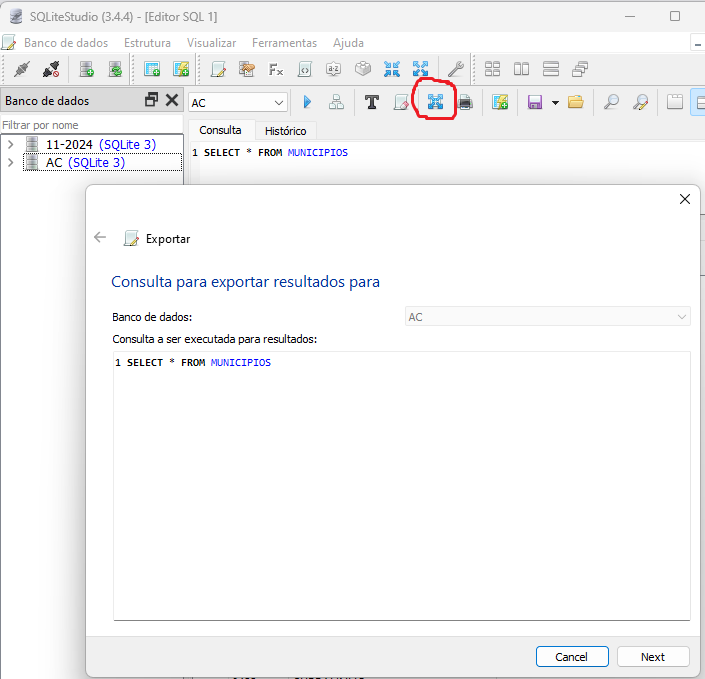 SQLiteStudio (3.4.4) - [Editor SQL 1]
Banco de dados Estrutura Visualizar Ferramentas Ajuda
Banco de dados
AC
Filtrar por nome
Consulta Histórico
11-2024 (SQLite 3)
AC (SQLite 3)
1 SELECT * FROM MUNICIPIOS
Exportar
Consulta para exportar resultados para
Banco de dados:
AC
Consulta a ser executada para resultados:
1 SELECT * FROM MUNICIPIOS
Cancel Next